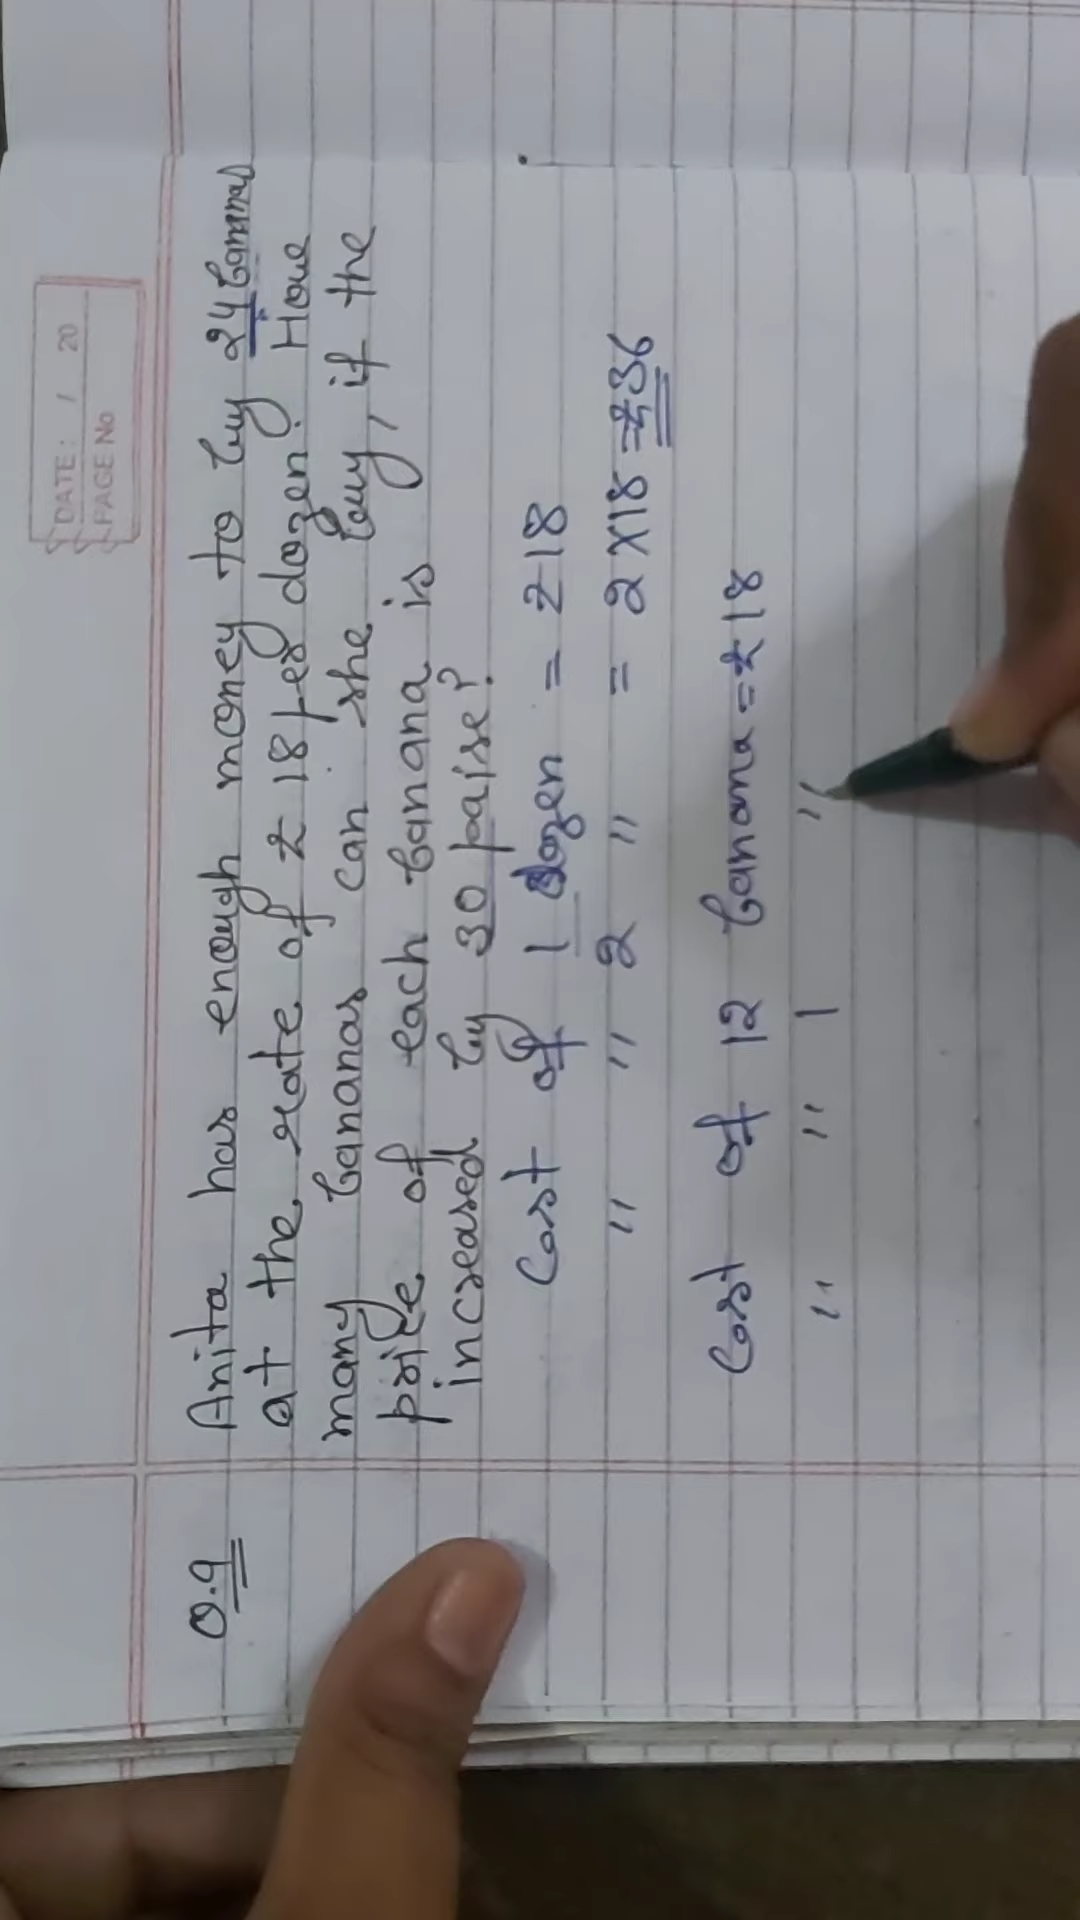 DATE: / / 20
PAGE No
Q.9 Anita has enough money to buy 24 bananas
at the rate of ₹ 18 per dozen. How
many bananas can she buy, if the
price of each banana is
increased by 30 paise?
Cost of 1 dozen = ₹ 18
" " 2 " = 2 × 18 = ₹ 36
Cost of 12 banana = ₹ 18
" " 1 "